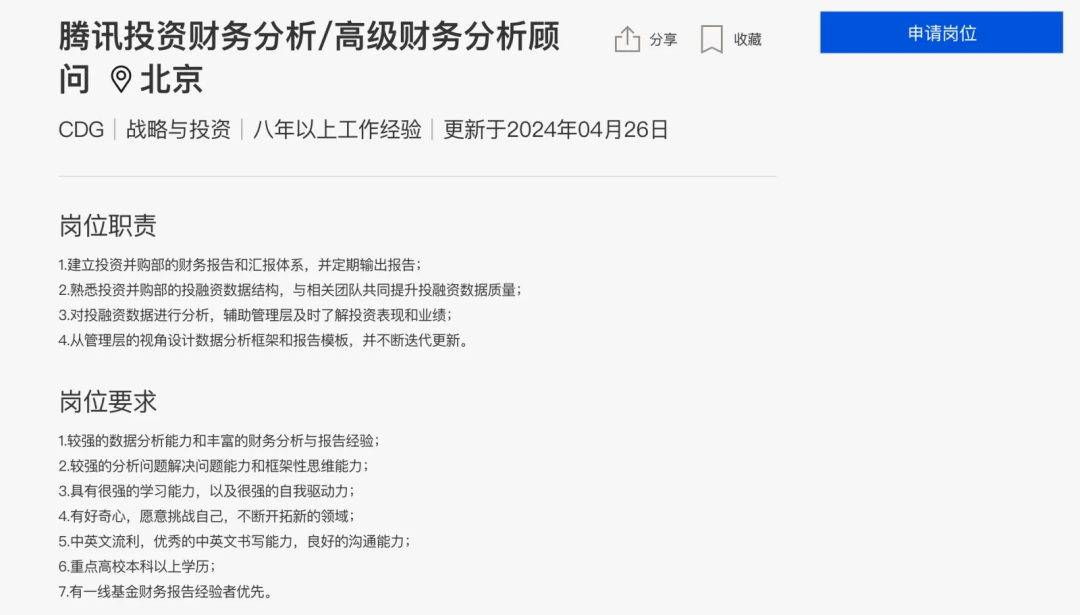 腾讯投资财务分析/高级财务分析顾
问 北京
分享
收藏
申请岗位
CDG｜战略与投资｜八年以上工作经验｜更新于2024年04月26日
岗位职责
1.建立投资并购部的财务报告和汇报体系，并定期输出报告；
2.熟悉投资并购部的投融资数据结构，与相关团队共同提升投融资数据质量；
3.对投融资数据进行分析，辅助管理层及时了解投资表现和业绩；
4.从管理层的视角设计数据分析框架和报告模板，并不断迭代更新。
岗位要求
1.较强的数据分析能力和丰富的财务分析与报告经验；
2.较强的分析问题解决问题能力和框架性思维能力；
3.具有很强的学习能力，以及很强的自我驱动力；
4.有好奇心，愿意挑战自己，不断开拓新的领域；
5.中英文流利，优秀的中英文书写能力，良好的沟通能力；
6.重点高校本科以上学历；
7.有一线基金财务报告经验者优先。